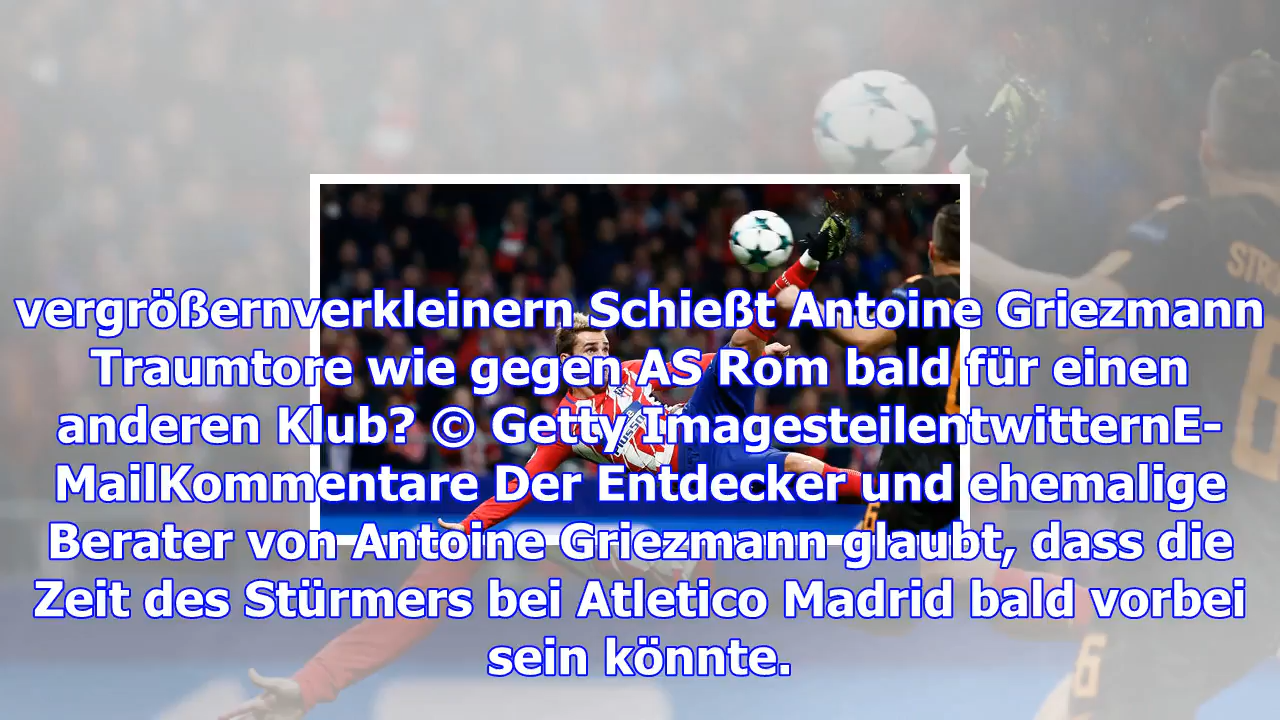 vergrößernverkleinern Schießt Antoine Griezmann
Traumtore wie gegen AS Rom bald für einen
anderen Klub? © Getty ImagesteilentwitternE-
MailKommentare Der Entdecker und ehemalige
Berater von Antoine Griezmann glaubt, dass die
Zeit des Stürmers bei Atletico Madrid bald vorbei
sein könnte.
6
6